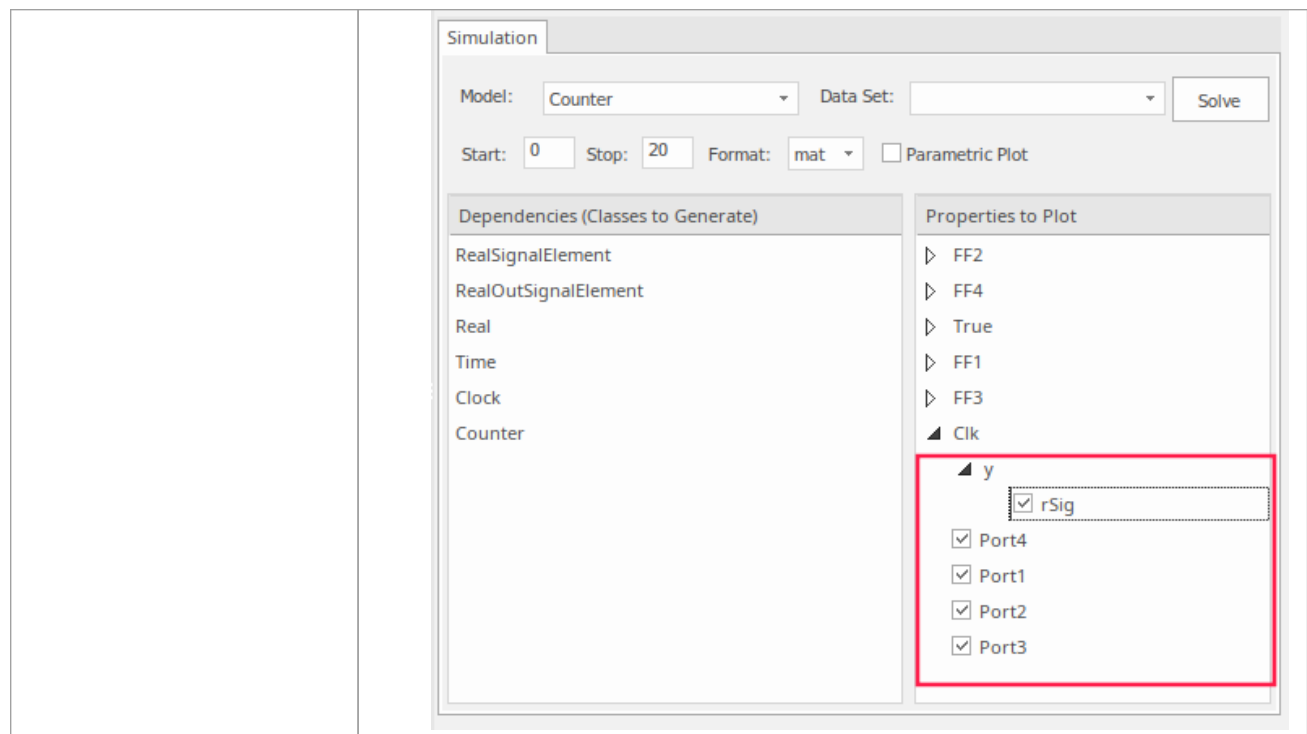 Simulation
Model: Counter Data Set: Solve
Start: 0 Stop: 20 Format: mat Parametric Plot
Dependencies (Classes to Generate)
RealSignalElement
RealOutSignalElement
Real
Time
Clock
Counter
Properties to Plot
FF2
FF4
True
FF1
FF3
Clk
y
rSig
Port4
Port1
Port2
Port3